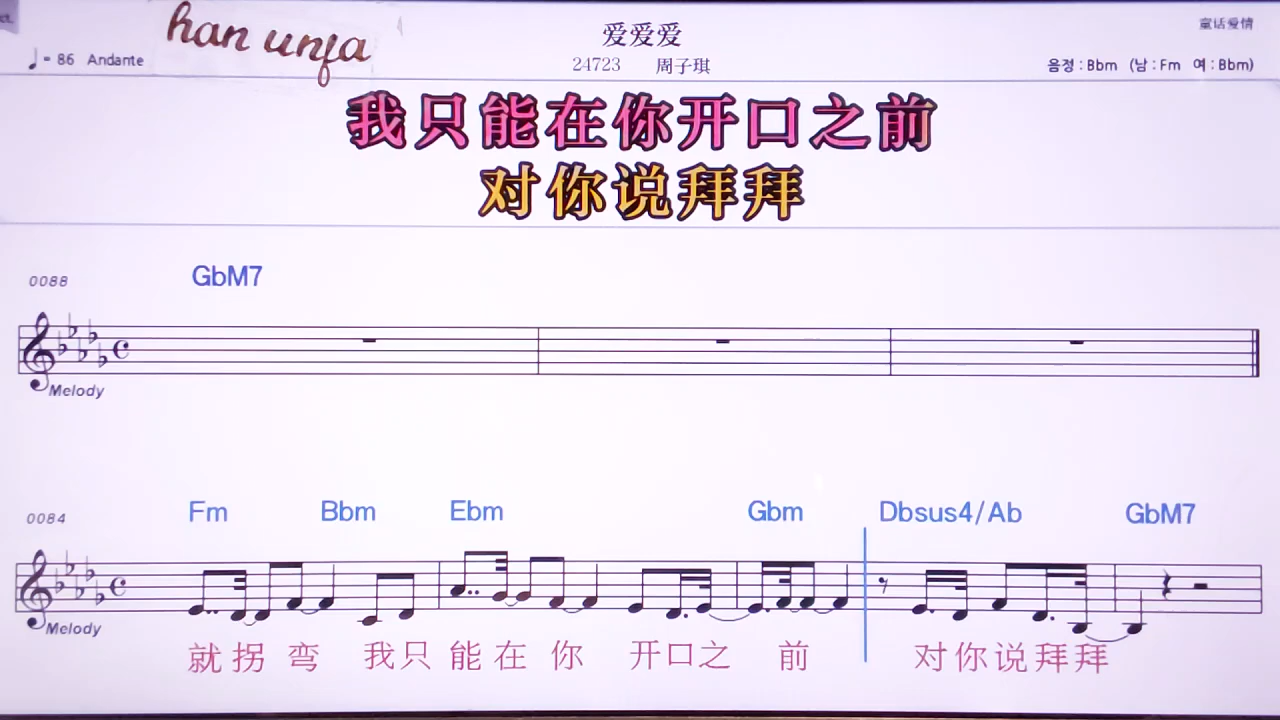 han unja
爱爱爱
童话爱情
♩= 86 Andante
24723 周子琪
음정 : Bbm (남 : Fm 여 : Bbm)
我只能在你开口之前
对你说拜拜
0088 GbM7
Melody
0084 Fm Bbm Ebm Gbm Dbsus4/Ab GbM7
Melody
就拐弯 我只能在你 开口之 前 对你说拜拜